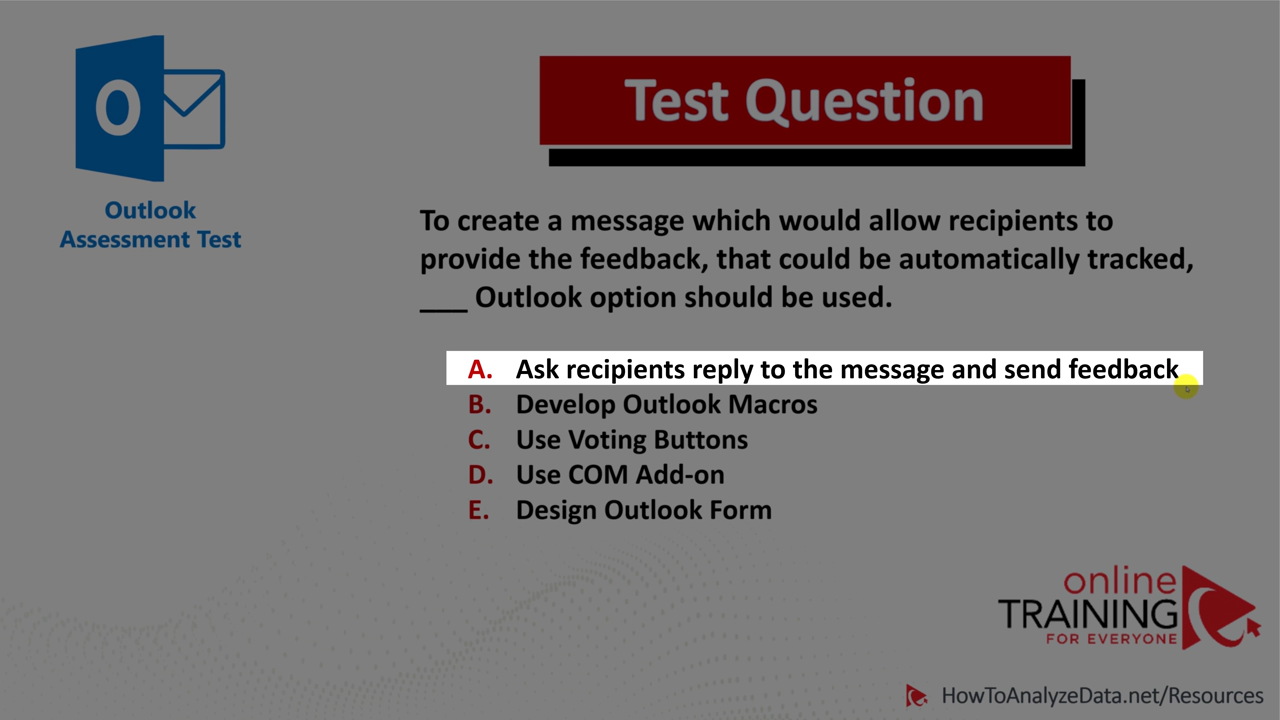 O
Outlook
Assessment Test
Test Question
To create a message which would allow recipients to
provide the feedback, that could be automatically tracked,
___ Outlook option should be used.
A. Ask recipients reply to the message and send feedback
B. Develop Outlook Macros
C. Use Voting Buttons
D. Use COM Add-on
E. Design Outlook Form
online
TRAINING
FOR EVERYONE
HowToAnalyzeData.net/Resources